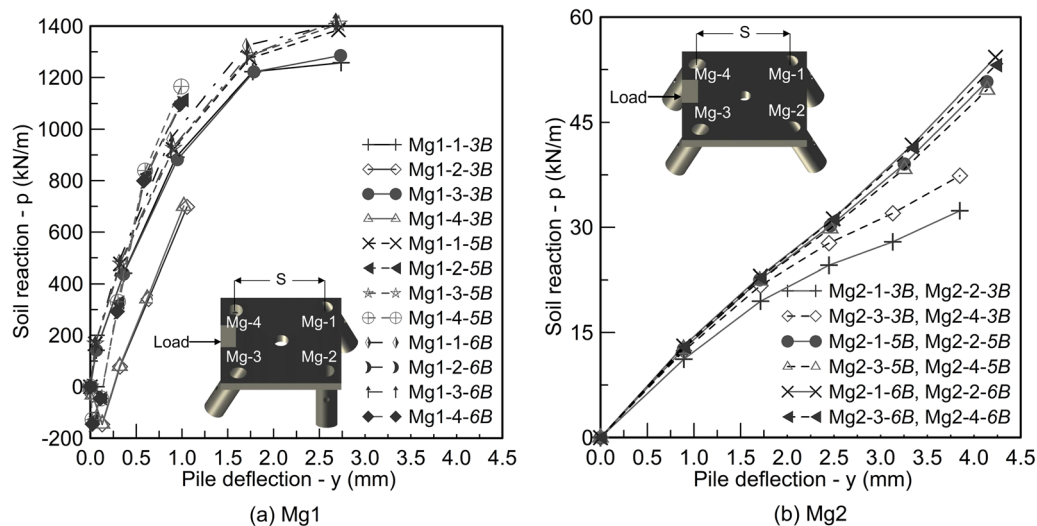 1400
1200
1000
800
600
400
200
0
-200
Soil reaction - p (kN/m)
0.0 0.5 1.0 1.5 2.0 2.5 3.0 3.5
Pile deflection - y (mm)
Mg1-1-3B
Mg1-2-3B
Mg1-3-3B
Mg1-4-3B
Mg1-1-5B
Mg1-2-5B
Mg1-3-5B
Mg1-4-5B
Mg1-1-6B
Mg1-2-6B
Mg1-3-6B
Mg1-4-6B
S
Mg-4 Mg-1
Load
Mg-3 Mg-2
(a) Mg1
60
45
30
15
0
Soil reaction - p (kN/m)
S
Mg-4 Mg-1
Load
Mg-3 Mg-2
Mg2-1-3B, Mg2-2-3B
Mg2-3-3B, Mg2-4-3B
Mg2-1-5B, Mg2-2-5B
Mg2-3-5B, Mg2-4-5B
Mg2-1-6B, Mg2-2-6B
Mg2-3-6B, Mg2-4-6B
0.0 0.5 1.0 1.5 2.0 2.5 3.0 3.5 4.0 4.5
Pile deflection - y (mm)
(b) Mg2